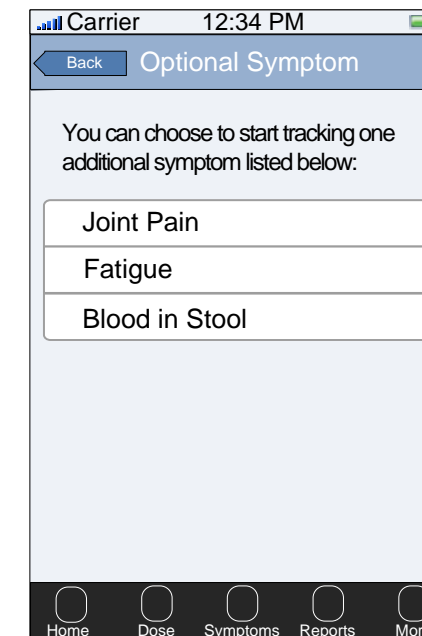 Carrier 12:34 PM
Back Optional Symptom
You can choose to start tracking one
additional symptom listed below:
Joint Pain
Fatigue
Blood in Stool
Home Dose Symptoms Reports Mor